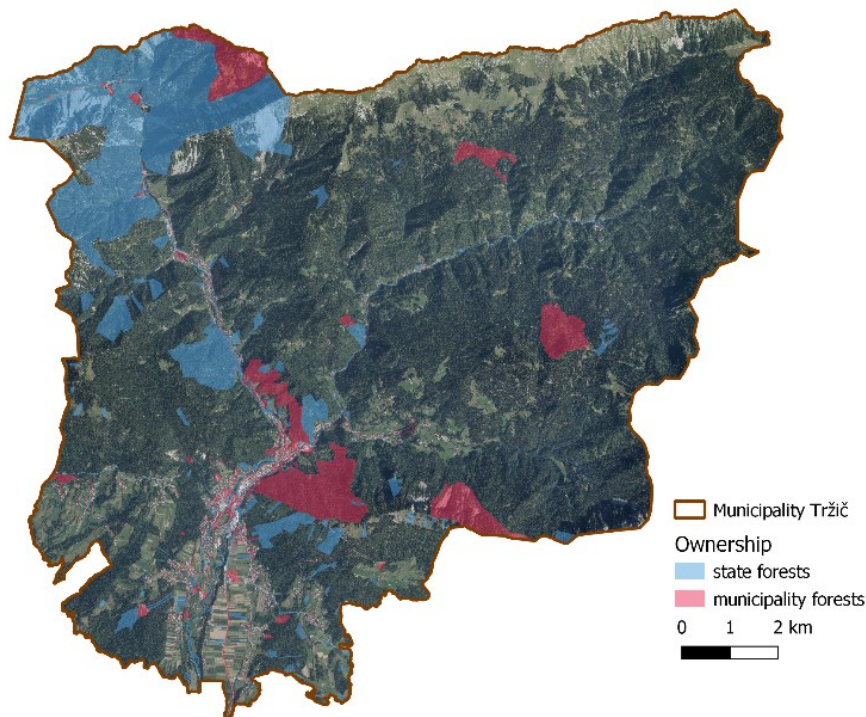 Municipality Tržič
Ownership
state forests
municipality forests
0 1 2 km